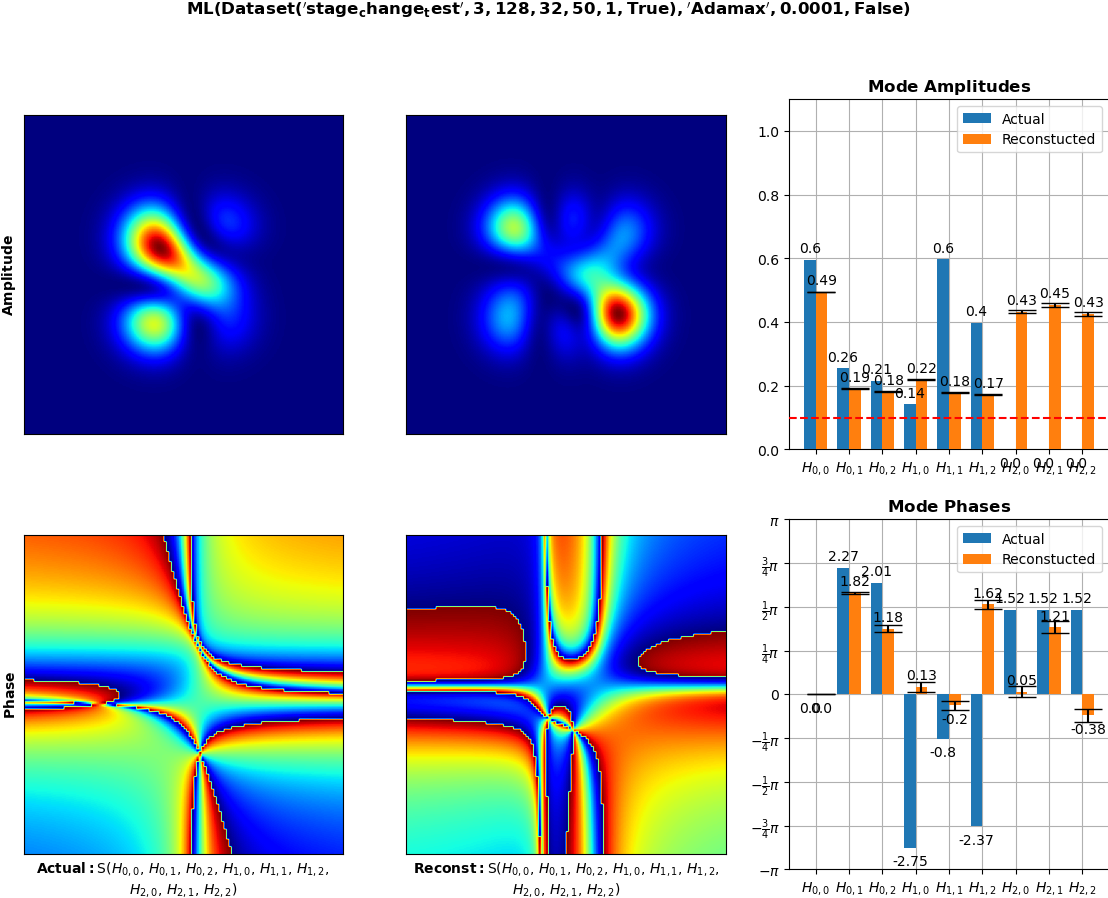 ML(Dataset('stage_change_test', 3, 128, 32, 50, 1, True), 'Adamax', 0.0001, False)
Amplitude
Mode Amplitudes
Actual
Reconstucted
1.0
0.8
0.6
0.4
0.2
0.0
0.6
0.49
0.26
0.19
0.21
0.18
0.14
0.22
0.6
0.18
0.4
0.17
0.0
0.43
0.0
0.45
0.0
0.43
H0,0 H0,1 H0,2 H1,0 H1,1 H1,2 H2,0 H2,1 H2,2
Phase
Mode Phases
Actual
Reconstucted
π
3/4π
1/2π
1/4π
0
−1/4π
−1/2π
−3/4π
−π
0.0
0.0
2.27
1.82
2.01
1.18
-2.75
0.13
-0.8
-0.2
-2.37
1.62
1.52
0.05
1.52
1.21
1.52
-0.38
H0,0 H0,1 H0,2 H1,0 H1,1 H1,2 H2,0 H2,1 H2,2
Actual: S(H0,0, H0,1, H0,2, H1,0, H1,1, H1,2,
H2,0, H2,1, H2,2)
Reconst: S(H0,0, H0,1, H0,2, H1,0, H1,1, H1,2,
H2,0, H2,1, H2,2)